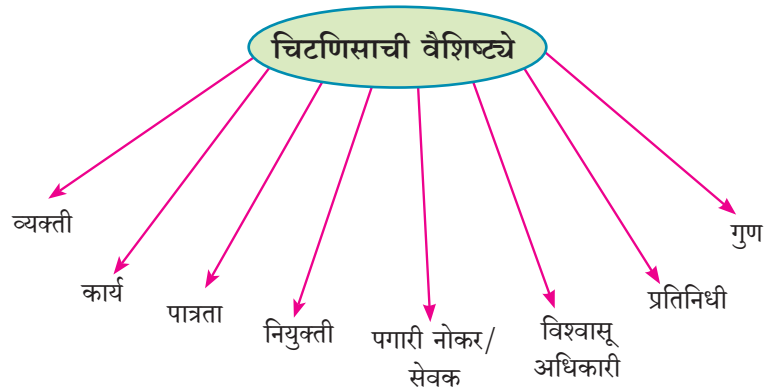 चिटणिसाची वैशिष्ट्ये
व्यक्ती
कार्य
पात्रता
नियुक्ती
पगारी नोकर/
सेवक
विश्वासू
अधिकारी
प्रतिनिधी
गुण